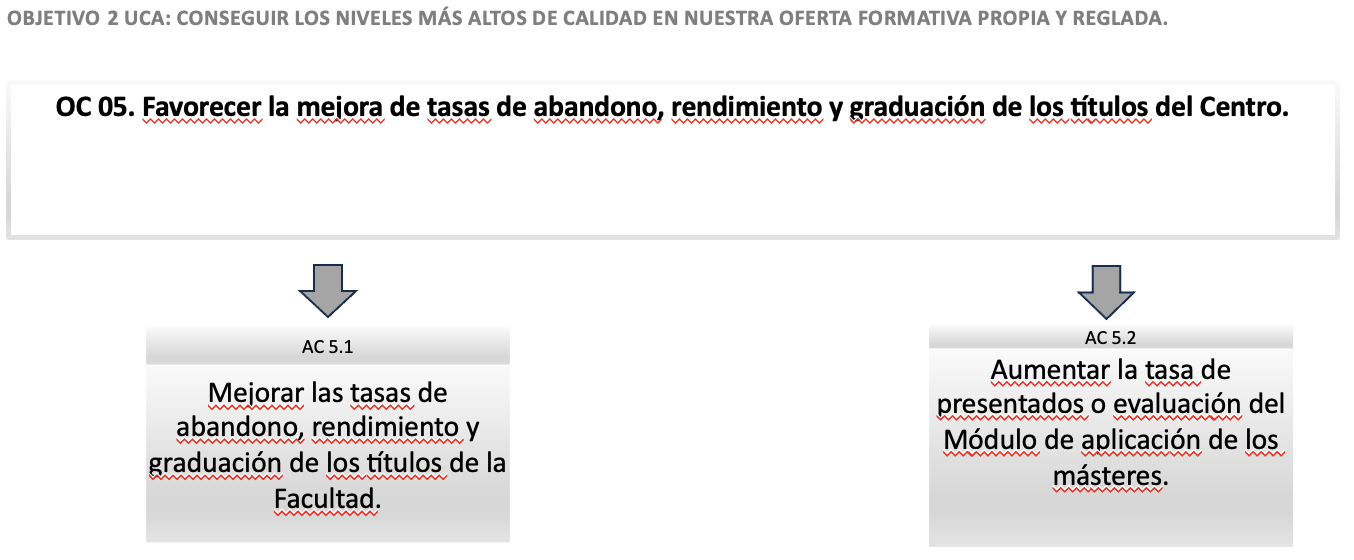 OBJETIVO 2 UCA: CONSEGUIR LOS NIVELES MÁS ALTOS DE CALIDAD EN NUESTRA OFERTA FORMATIVA PROPIA Y REGLADA.
OC 05. Favorecer la mejora de tasas de abandono, rendimiento y graduación de los títulos del Centro.
AC 5.1
Mejorar las tasas de
abandono, rendimiento y
graduación de los títulos de la
Facultad.
AC 5.2
Aumentar la tasa de
presentados o evaluación del
Módulo de aplicación de los
másteres.